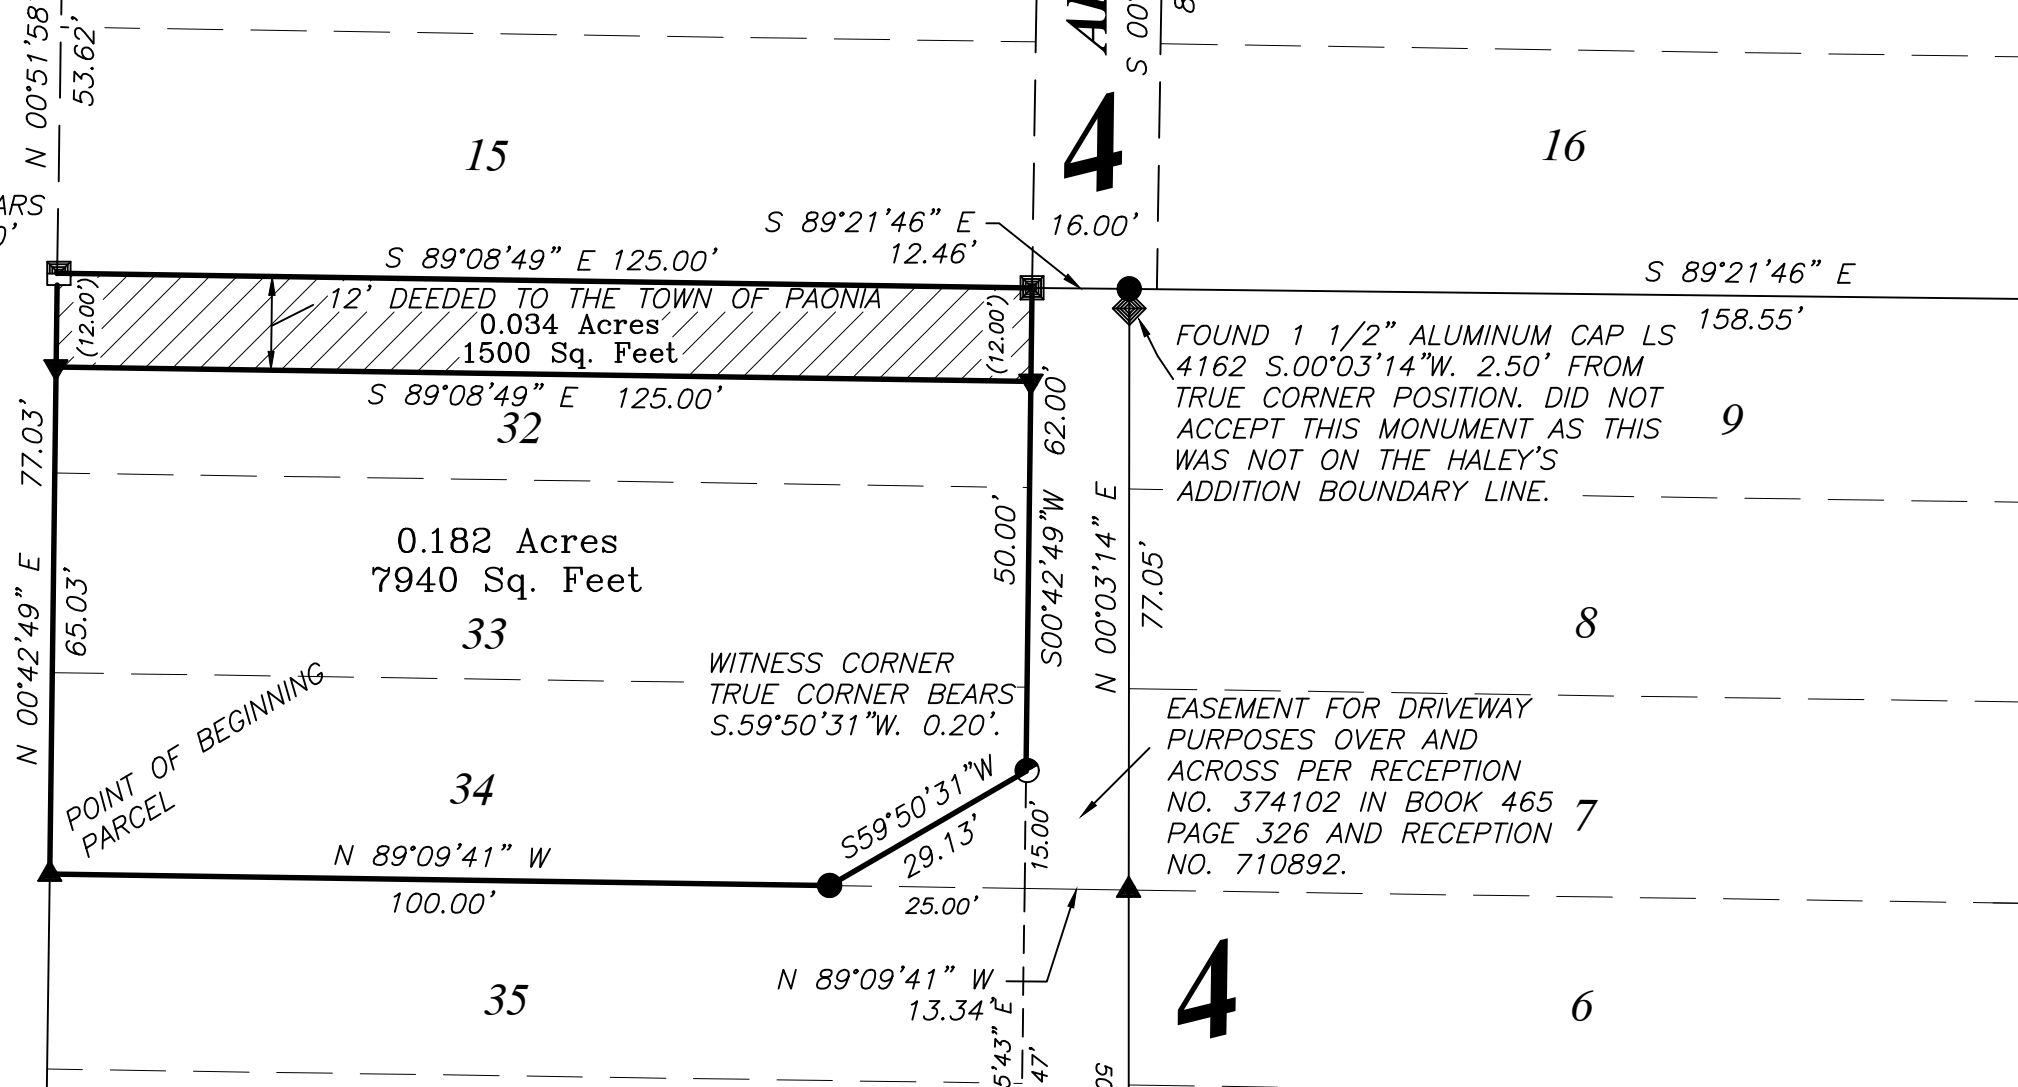 N 00°51'58
53.62'
S 00°
8
4
15
16
ARS
0'
S 89°21'46" E
12.46'
16.00'
S 89°08'49" E 125.00'
S 89°21'46" E
158.55'
12' DEEDED TO THE TOWN OF PAONIA
0.034 Acres
1500 Sq. Feet
(12.00')
(12.00')
S 89°08'49" E 125.00'
32
FOUND 1 1/2" ALUMINUM CAP LS
4162 S.00°03'14"W. 2.50' FROM
TRUE CORNER POSITION. DID NOT
ACCEPT THIS MONUMENT AS THIS
WAS NOT ON THE HALEY'S
ADDITION BOUNDARY LINE.
9
N 00°42'49" E 77.03'
65.03'
0.182 Acres
7940 Sq. Feet
33
50.00'
S00°42'49"W 62.00'
N 00°03'14" E
77.05'
8
WITNESS CORNER
TRUE CORNER BEARS
S.59°50'31"W. 0.20'.
POINT OF BEGINNING
PARCEL
34
S59°50'31"W
29.13'
15.00'
EASEMENT FOR DRIVEWAY
PURPOSES OVER AND
ACROSS PER RECEPTION
NO. 374102 IN BOOK 465
PAGE 326 AND RECEPTION
NO. 710892.
7
N 89°09'41" W
100.00'
25.00'
N 89°09'41" W
13.34'
35
4
6
5'43" E
47'
50